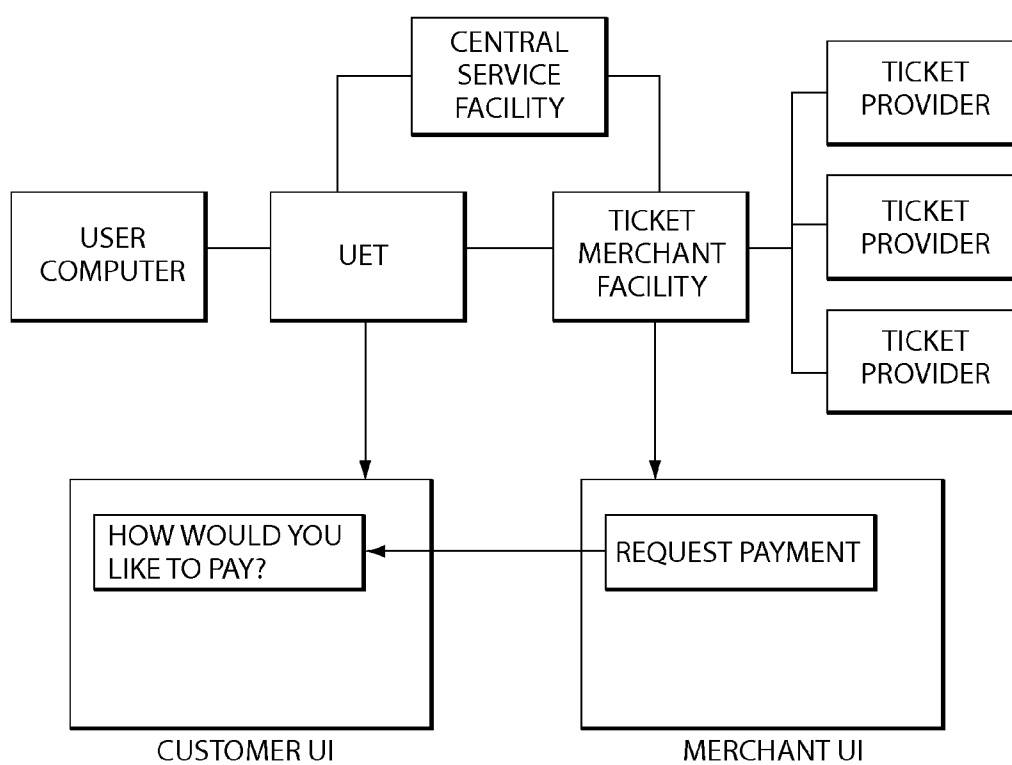 CENTRAL
SERVICE
FACILITY
TICKET
PROVIDER
USER
COMPUTER
UET
TICKET
MERCHANT
FACILITY
TICKET
PROVIDER
TICKET
PROVIDER
HOW WOULD YOU
LIKE TO PAY?
REQUEST PAYMENT
CUSTOMER UI
MERCHANT UI